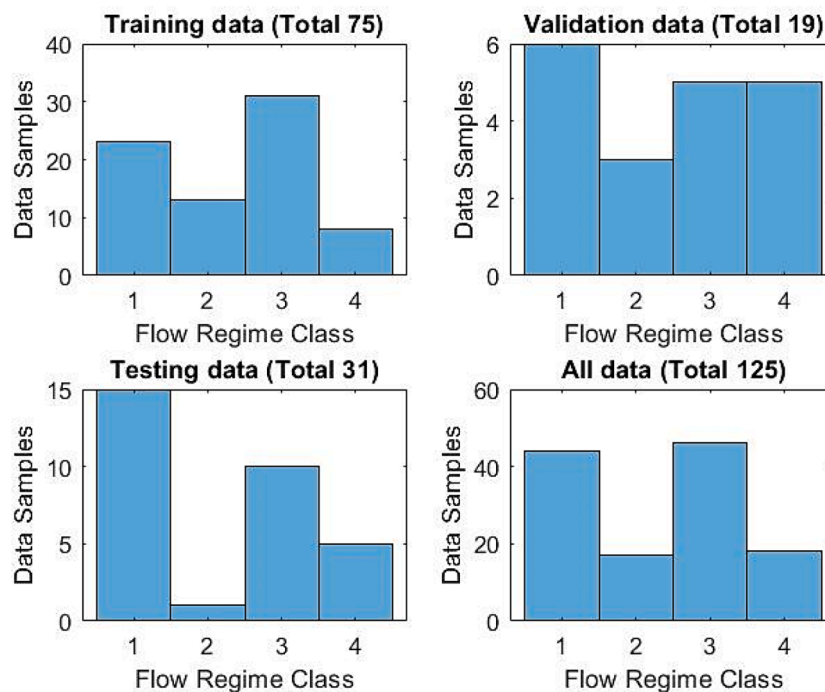 Training data (Total 75)
40
30
20
10
0
Data Samples
1 2 3 4
Flow Regime Class
Validation data (Total 19)
6
4
2
0
Data Samples
1 2 3 4
Flow Regime Class
Testing data (Total 31)
15
10
5
0
Data Samples
1 2 3 4
Flow Regime Class
All data (Total 125)
60
40
20
0
Data Samples
1 2 3 4
Flow Regime Class